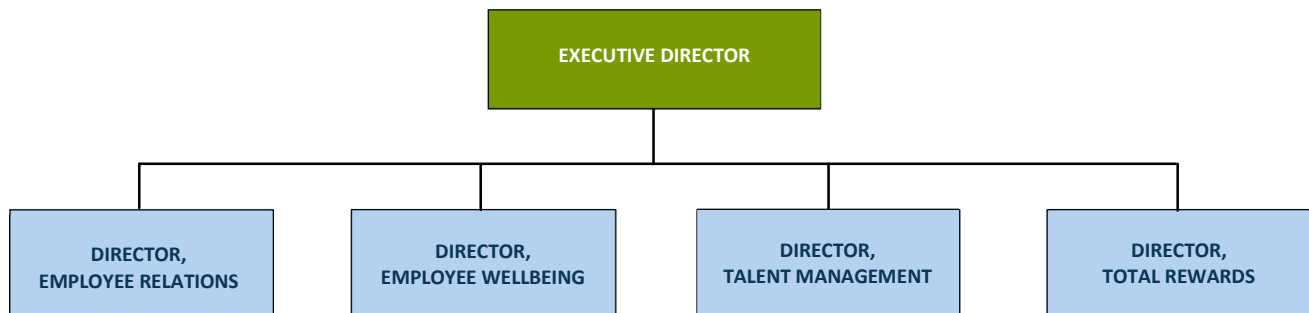 EXECUTIVE DIRECTOR
DIRECTOR,
EMPLOYEE RELATIONS
DIRECTOR,
EMPLOYEE WELLBEING
DIRECTOR,
TALENT MANAGEMENT
DIRECTOR,
TOTAL REWARDS